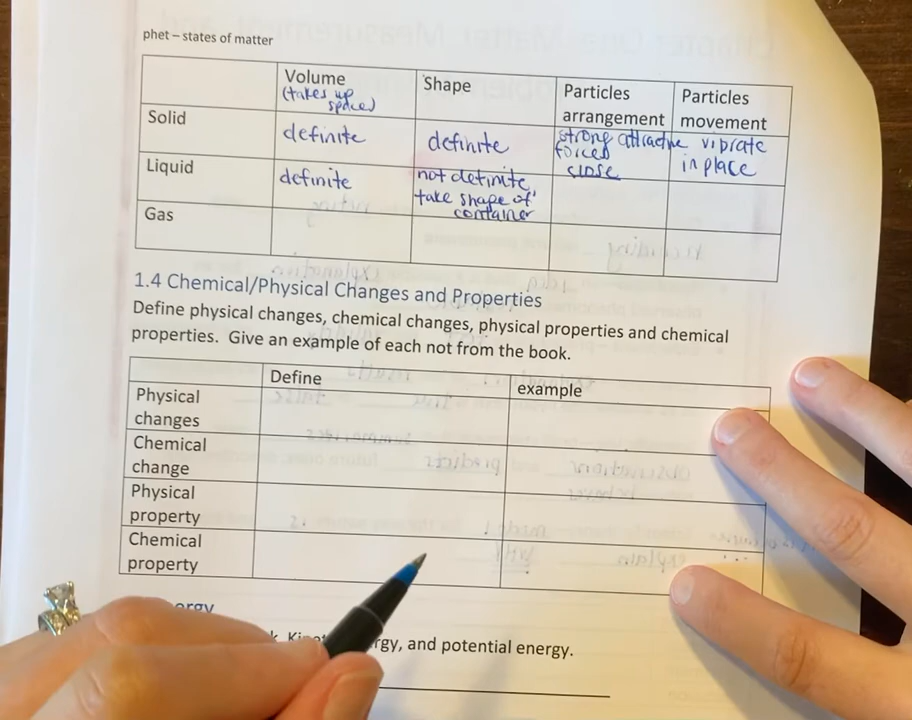 phet – states of matter
Volume
(takes up
space)
Shape
Particles
arrangement
Particles
movement
Solid
definite
definite
strong attractive
forces
close
vibrate
in place
Liquid
definite
not definite,
take shape of
container
Gas
1.4 Chemical/Physical Changes and Properties
Define physical changes, chemical changes, physical properties and chemical
properties. Give an example of each not from the book.
Define
example
Physical
changes
Chemical
change
Physical
property
Chemical
property
and potential energy.